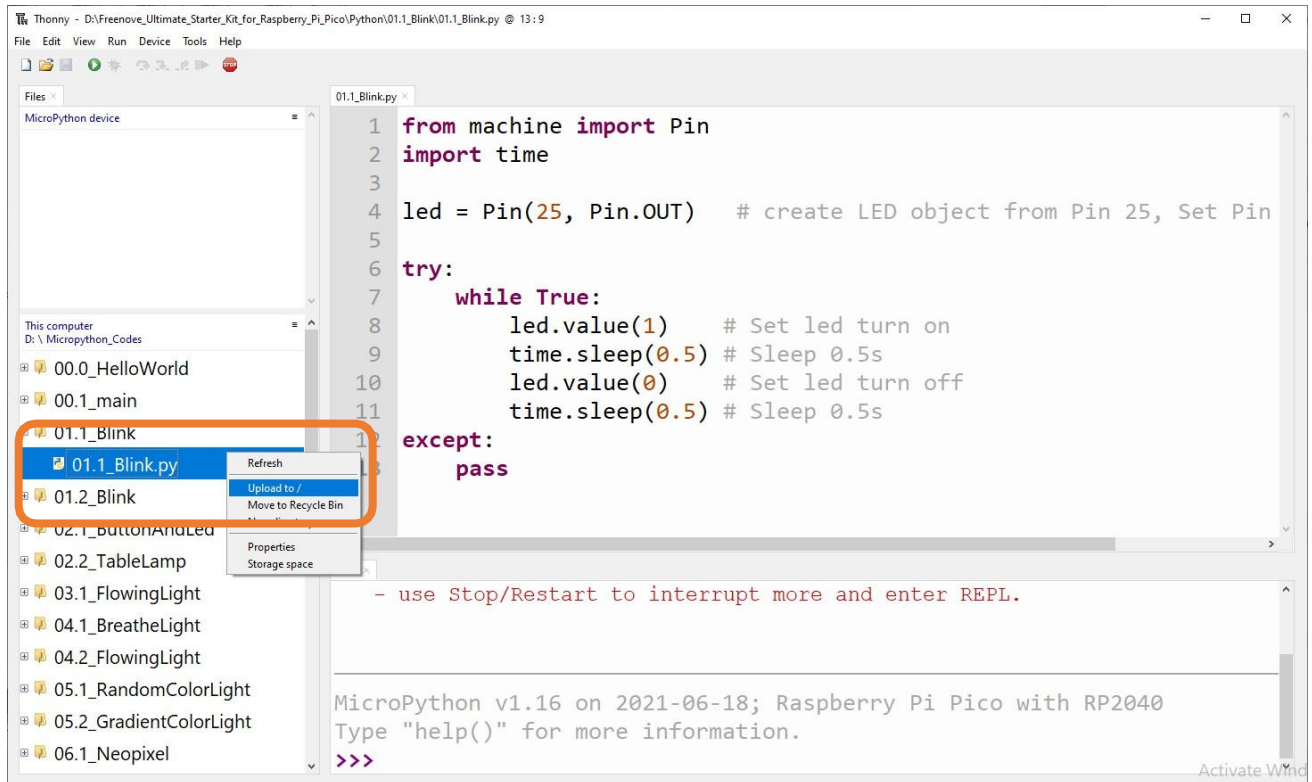 Thonny - D:\Freenove_Ultimate_Starter_Kit_for_Raspberry_Pi_Pico\Python\01.1_Blink\01.1_Blink.py @ 13:9
File Edit View Run Device Tools Help
STOP
Files
MicroPython device
This computer
D: \ Micropython_Codes
00.0_HelloWorld
00.1_main
01.1_Blink
01.1_Blink.py
01.2_Blink
02.1_ButtonAndLed
02.2_TableLamp
03.1_FlowingLight
04.1_BreatheLight
04.2_FlowingLight
05.1_RandomColorLight
05.2_GradientColorLight
06.1_Neopixel
Refresh
Upload to /
Move to Recycle Bin
Properties
Storage space
01.1_Blink.py
1 from machine import Pin
2 import time
3
4 led = Pin(25, Pin.OUT) # create LED object from Pin 25, Set Pin
5
6 try:
7 while True:
8 led.value(1) # Set led turn on
9 time.sleep(0.5) # Sleep 0.5s
10 led.value(0) # Set led turn off
11 time.sleep(0.5) # Sleep 0.5s
12 except:
13 pass
- use Stop/Restart to interrupt more and enter REPL.
MicroPython v1.16 on 2021-06-18; Raspberry Pi Pico with RP2040
Type "help()" for more information.
>>>
Activate Wind